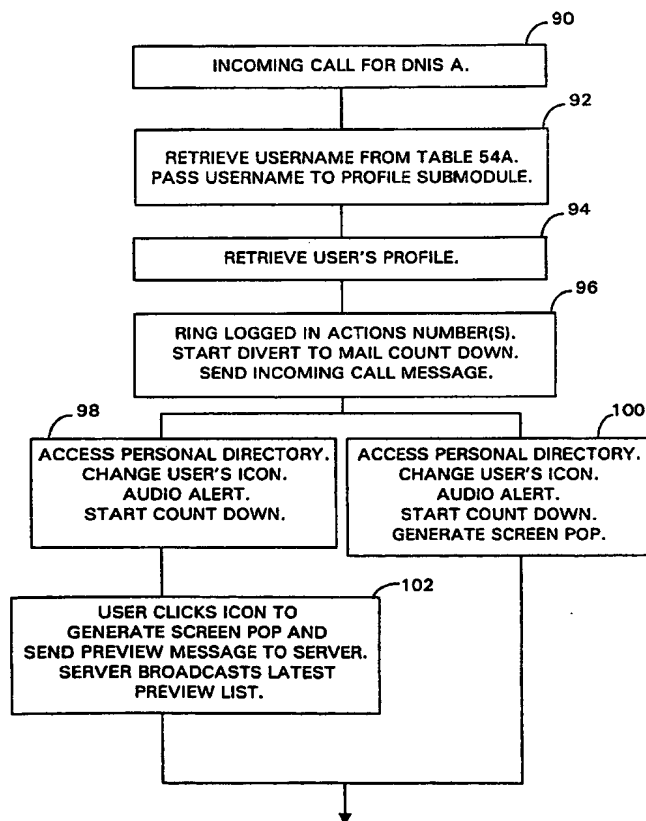 90
INCOMING CALL FOR DNIS A.
92
RETRIEVE USERNAME FROM TABLE 54A.
PASS USERNAME TO PROFILE SUBMODULE.
94
RETRIEVE USER'S PROFILE.
96
RING LOGGED IN ACTIONS NUMBER(S).
START DIVERT TO MAIL COUNT DOWN.
SEND INCOMING CALL MESSAGE.
98
ACCESS PERSONAL DIRECTORY.
CHANGE USER'S ICON.
AUDIO ALERT.
START COUNT DOWN.
100
ACCESS PERSONAL DIRECTORY.
CHANGE USER'S ICON.
AUDIO ALERT.
START COUNT DOWN.
GENERATE SCREEN POP.
102
USER CLICKS ICON TO
GENERATE SCREEN POP AND
SEND PREVIEW MESSAGE TO SERVER.
SERVER BROADCASTS LATEST
PREVIEW LIST.